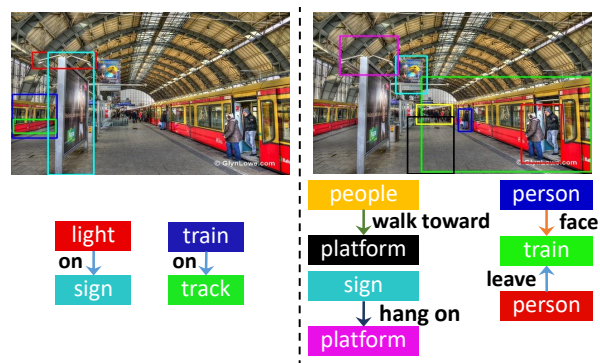 © GlynLowe.com
© GlynLowe.com
light
on
sign
train
on
track
people
walk toward
platform
sign
hang on
platform
person
face
train
leave
person